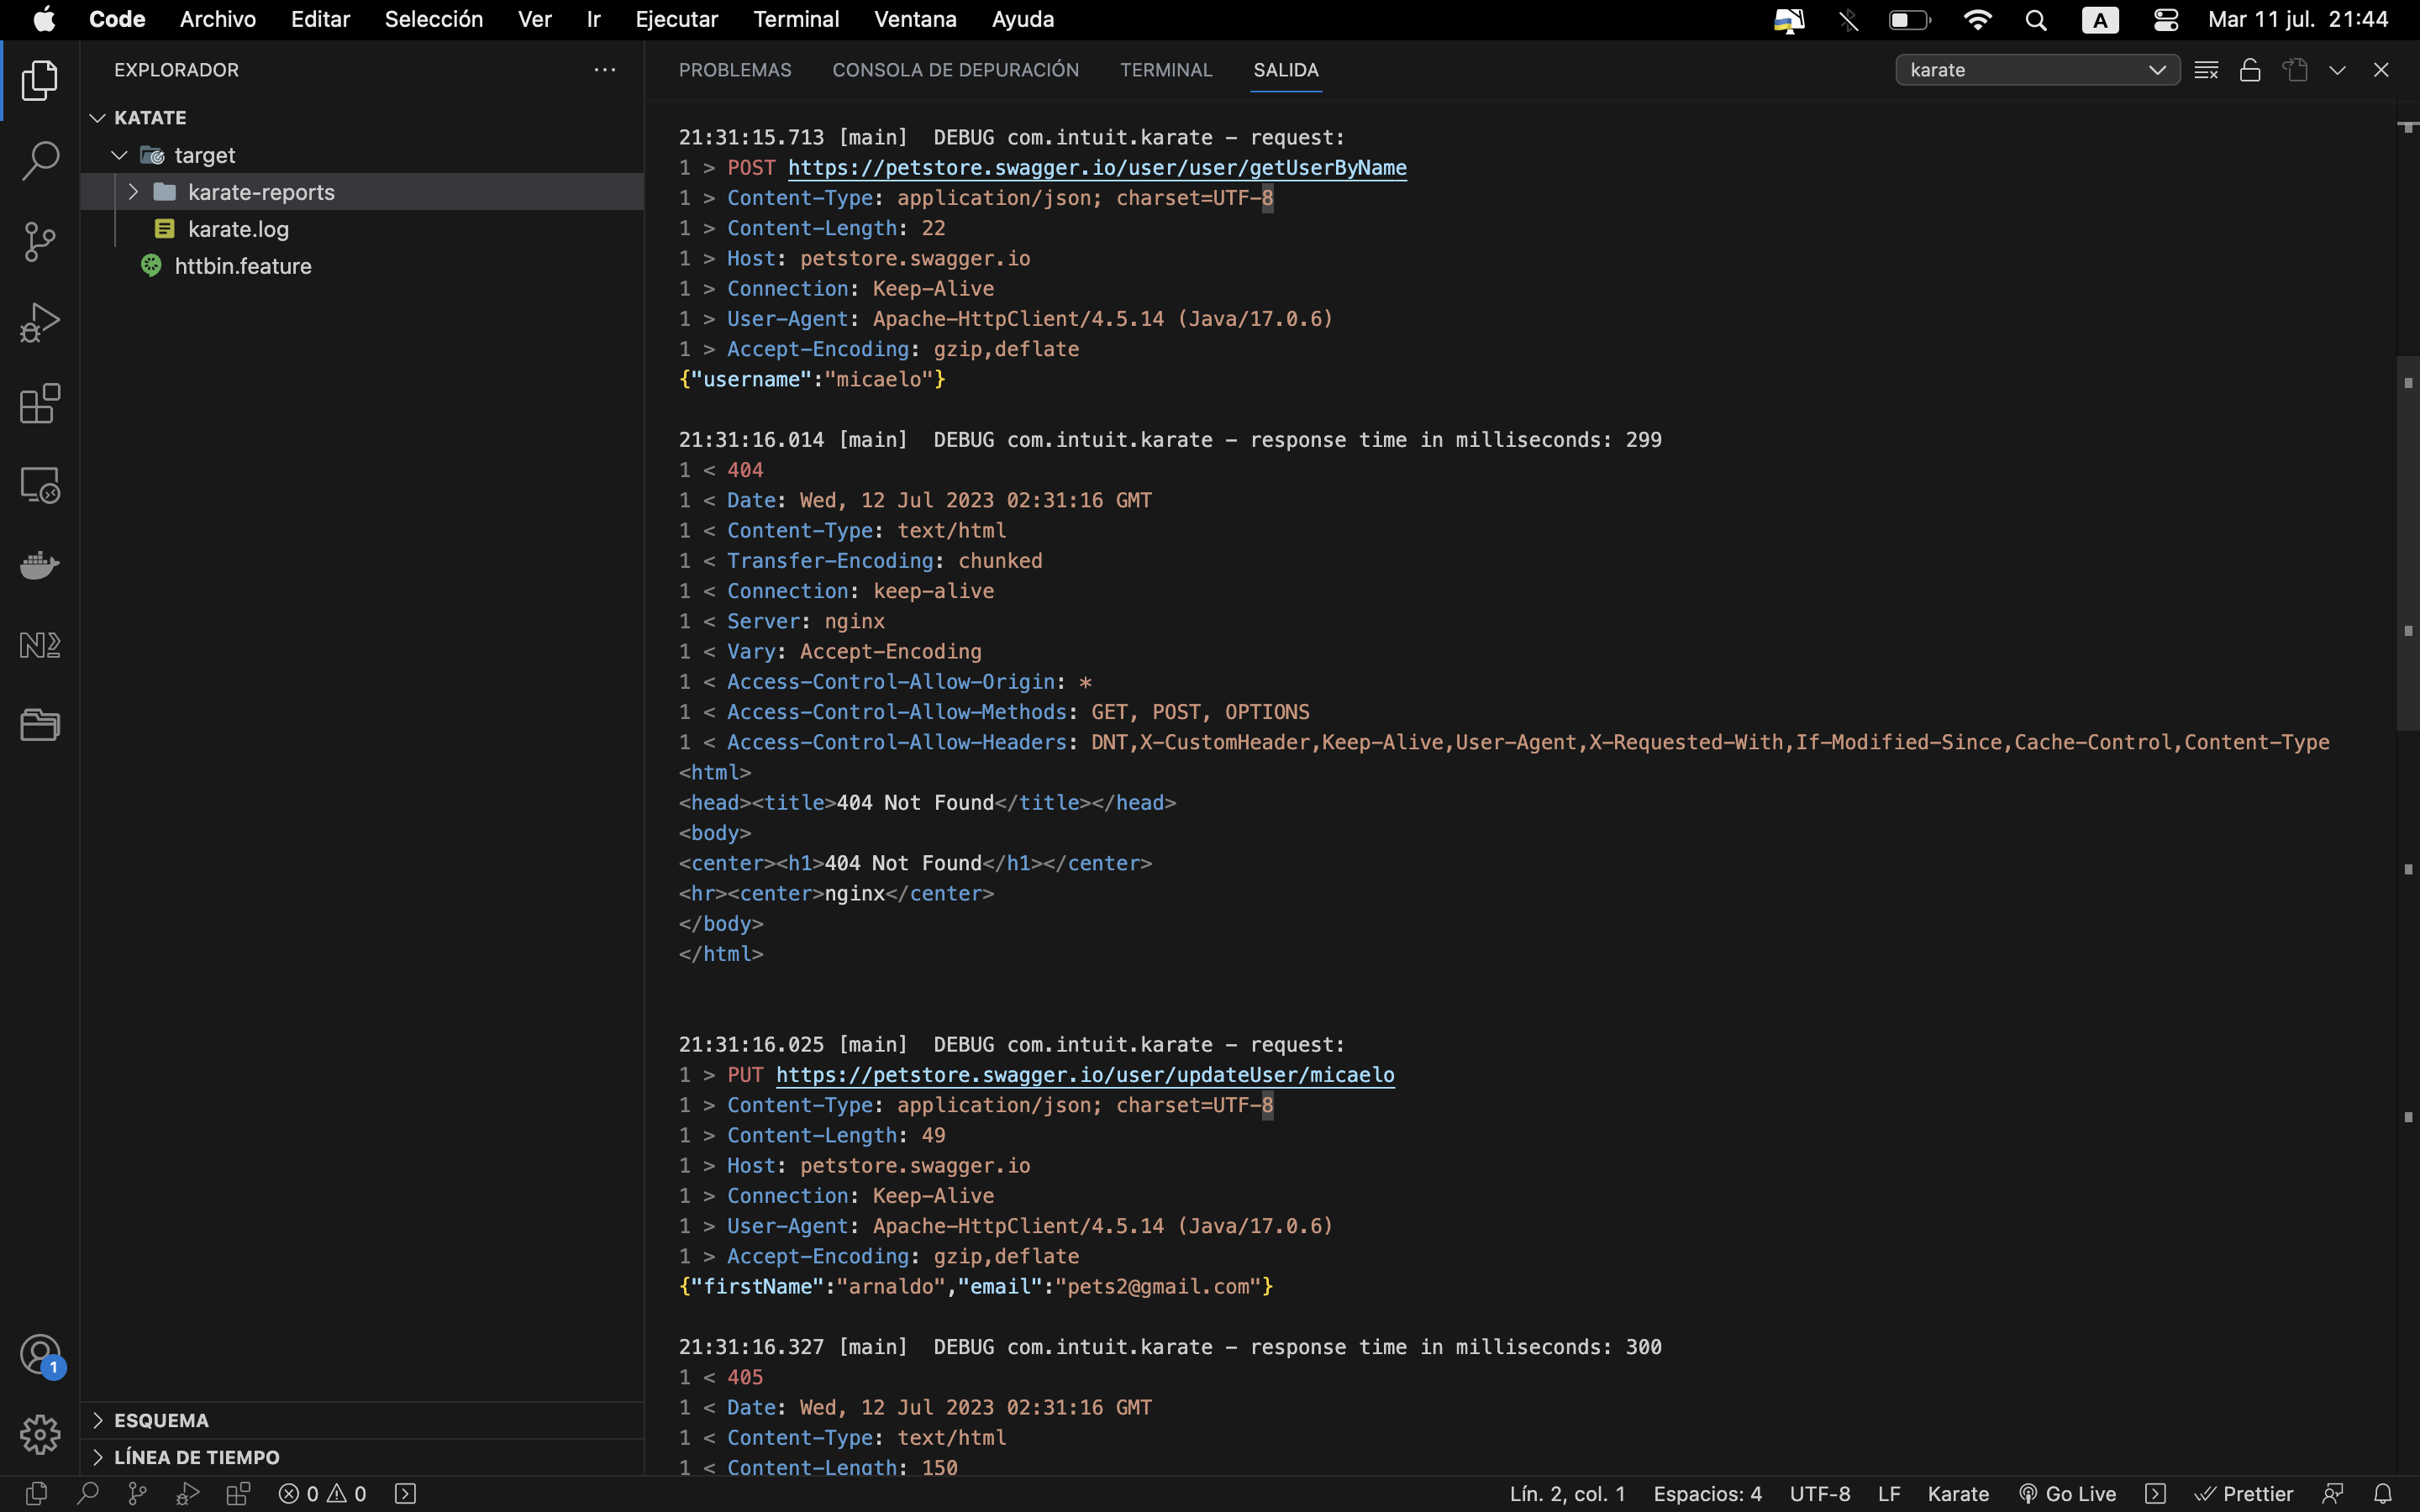 Code Archivo Editar Selección Ver Ir Ejecutar Terminal Ventana Ayuda A Mar 11 jul. 21:44
EXPLORADOR
KATATE
target
karate-reports
karate.log
httbin.feature
1
ESQUEMA
LÍNEA DE TIEMPO
PROBLEMAS CONSOLA DE DEPURACIÓN TERMINAL SALIDA karate
21:31:15.713 [main]  DEBUG com.intuit.karate - request:
1 > POST https://petstore.swagger.io/user/user/getUserByName
1 > Content-Type: application/json; charset=UTF-8
1 > Content-Length: 22
1 > Host: petstore.swagger.io
1 > Connection: Keep-Alive
1 > User-Agent: Apache-HttpClient/4.5.14 (Java/17.0.6)
1 > Accept-Encoding: gzip,deflate
{"username":"micaelo"}
21:31:16.014 [main]  DEBUG com.intuit.karate - response time in milliseconds: 299
1 < 404
1 < Date: Wed, 12 Jul 2023 02:31:16 GMT
1 < Content-Type: text/html
1 < Transfer-Encoding: chunked
1 < Connection: keep-alive
1 < Server: nginx
1 < Vary: Accept-Encoding
1 < Access-Control-Allow-Origin: *
1 < Access-Control-Allow-Methods: GET, POST, OPTIONS
1 < Access-Control-Allow-Headers: DNT,X-CustomHeader,Keep-Alive,User-Agent,X-Requested-With,If-Modified-Since,Cache-Control,Content-Type
<html>
<head><title>404 Not Found</title></head>
<body>
<center><h1>404 Not Found</h1></center>
<hr><center>nginx</center>
</body>
</html>
21:31:16.025 [main]  DEBUG com.intuit.karate - request:
1 > PUT https://petstore.swagger.io/user/updateUser/micaelo
1 > Content-Type: application/json; charset=UTF-8
1 > Content-Length: 49
1 > Host: petstore.swagger.io
1 > Connection: Keep-Alive
1 > User-Agent: Apache-HttpClient/4.5.14 (Java/17.0.6)
1 > Accept-Encoding: gzip,deflate
{"firstName":"arnaldo","email":"pets2@gmail.com"}
21:31:16.327 [main]  DEBUG com.intuit.karate - response time in milliseconds: 300
1 < 405
1 < Date: Wed, 12 Jul 2023 02:31:16 GMT
1 < Content-Type: text/html
1 < Content-Length: 150
0 0 Lín. 2, col. 1 Espacios: 4 UTF-8 LF Karate Go Live Prettier